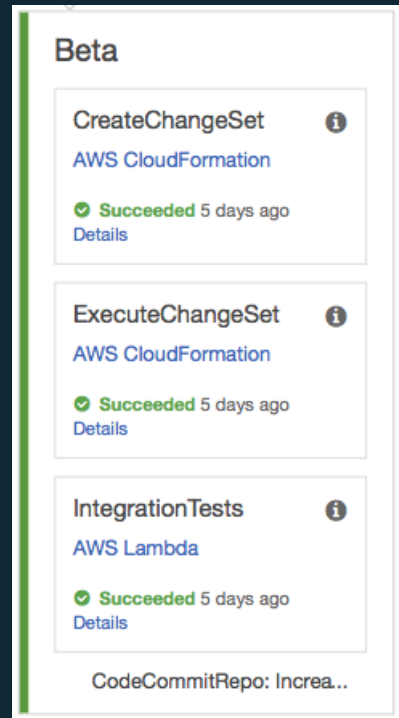 Beta
CreateChangeSet
AWS CloudFormation
Succeeded 5 days ago
Details
ExecuteChangeSet
AWS CloudFormation
Succeeded 5 days ago
Details
IntegrationTests
AWS Lambda
Succeeded 5 days ago
Details
CodeCommitRepo: Increa...